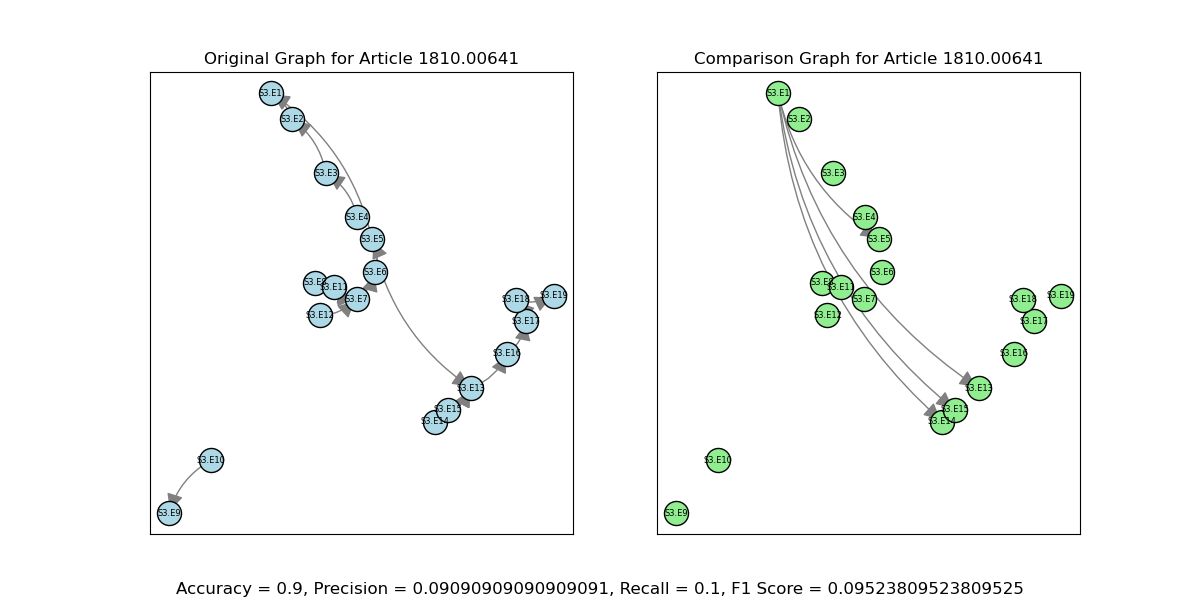 Original Graph for Article 1810.00641
S3.E1
S3.E2
S3.E3
S3.E4
S3.E5
S3.E6
S3.E11
S3.E7
S3.E12
S3.E18
S3.E19
S3.E17
S3.E16
S3.E13
S3.E15
S3.E14
S3.E10
S3.E9
Comparison Graph for Article 1810.00641
S3.E1
S3.E2
S3.E3
S3.E4
S3.E5
S3.E6
S3.E11
S3.E7
S3.E12
S3.E18
S3.E19
S3.E17
S3.E16
S3.E13
S3.E15
S3.E14
S3.E10
S3.E9
Accuracy = 0.9, Precision = 0.09090909090909091, Recall = 0.1, F1 Score = 0.09523809523809525